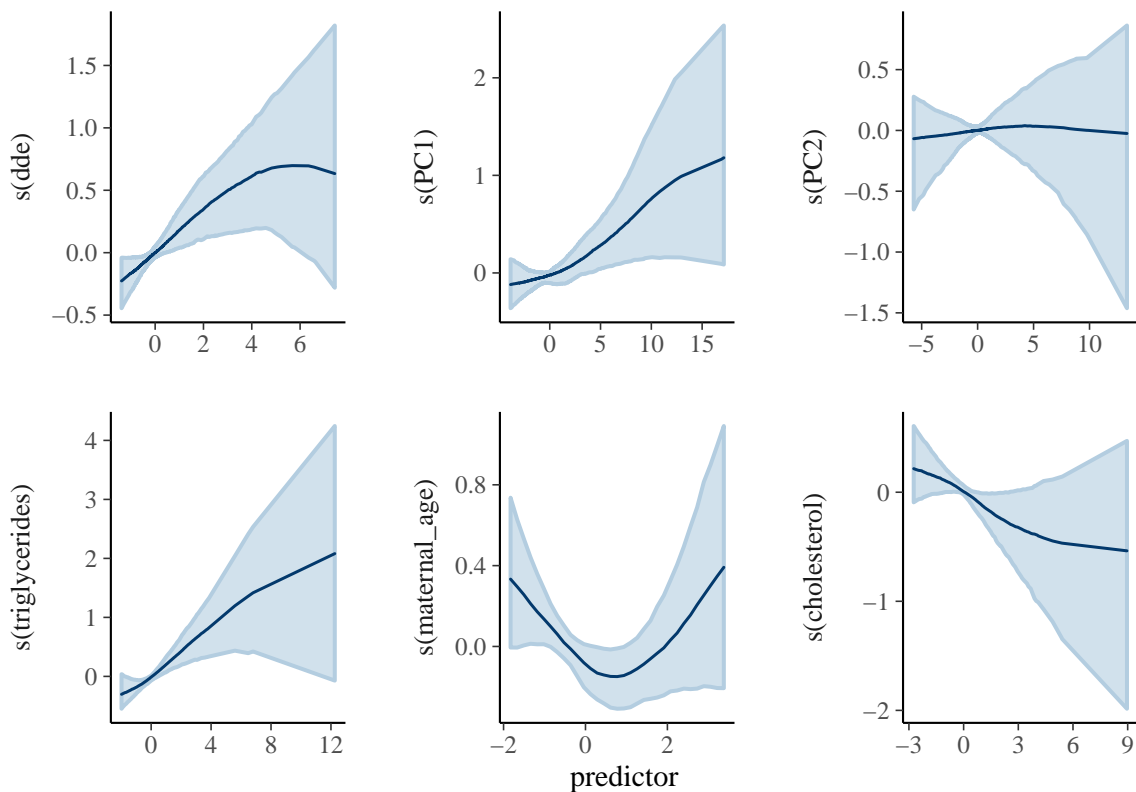 s(dde)
1.5
1.0
0.5
0.0
−0.5
0 2 4 6
s(PC1)
2
1
0
0 5 10 15
s(PC2)
0.5
0.0
−0.5
−1.0
−1.5
−5 0 5 10
s(triglycerides)
4
3
2
1
0
0 4 8 12
s(maternal_age)
0.8
0.4
0.0
−2 0 2
s(cholesterol)
0
−1
−2
−3 0 3 6 9
predictor